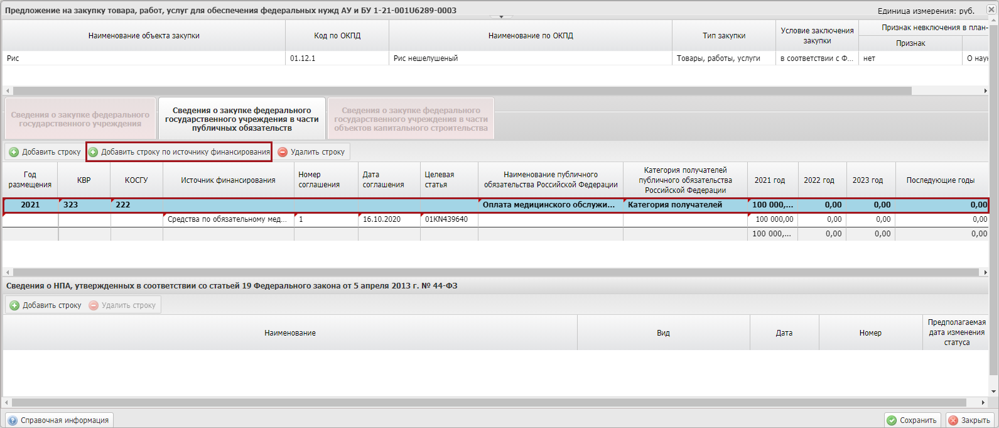 Предложение на закупку товара, работ, услуг для обеспечения федеральных нужд АУ и БУ 1-21-001U6289-0003
Единица измерения: руб.
Наименование объекта закупки
Код по ОКПД
Наименование по ОКПД
Тип закупки
Условие заключения
закупки
Признак невключения в план-
Признак
Рис
01.12.1
Рис нешелушеный
Товары, работы, услуги
в соответствии с Ф...
нет
О нау
Сведения о закупке федерального
государственного учреждения
Сведения о закупке федерального
государственного учреждения в части
публичных обязательств
Сведения о закупке федерального
государственного учреждения в части
объектов капитального строительства
Добавить строку
Добавить строку по источнику финансирования
Удалить строку
Год
размещения
КВР
КОСГУ
Источник финансирования
Номер
соглашения
Дата
соглашения
Целевая
статья
Наименование публичного
обязательства Российской Федерации
Категория получателей
публичного обязательства
Российской Федерации
2021 год
2022 год
2023 год
Последующие годы
2021
323
222
Оплата медицинского обслужи...
Категория получателей
100 000,...
0,00
0,00
0,00
Средства по обязательному мед...
1
16.10.2020
01KN439640
100 000,00
0,00
0,00
0,00
100 000,...
0,00
0,00
0,00
Сведения о НПА, утвержденных в соответствии со статьей 19 Федерального закона от 5 апреля 2013 г. № 44-ФЗ
Добавить строку
Удалить строку
Наименование
Вид
Дата
Номер
Предполагаемая
дата изменения
статуса
Справочная информация
Сохранить
Закрыть